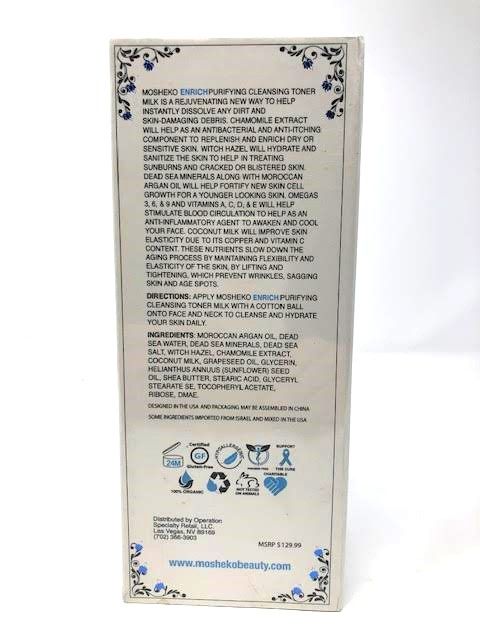 MOSHEKO ENRICH PURIFYING CLEANSING TONER
MILK IS A REJUVENATING NEW WAY TO HELP
INSTANTLY DISSOLVE ANY DIRT AND
SKIN-DAMAGING DEBRIS. CHAMOMILE EXTRACT
WILL HELP AS AN ANTIBACTERIAL AND ANTI-ITCHING
COMPONENT TO REPLENISH AND ENRICH DRY OR
SENSITIVE SKIN. WITCH HAZEL WILL HYDRATE AND
SANITIZE THE SKIN TO HELP IN TREATING
SUNBURNS AND CRACKED OR BLISTERED SKIN.
DEAD SEA MINERALS ALONG WITH MOROCCAN
ARGAN OIL WILL HELP FORTIFY NEW SKIN CELL
GROWTH FOR A YOUNGER LOOKING SKIN. OMEGAS
3, 6, & 9 AND VITAMINS A, C, D, & E WILL HELP
STIMULATE BLOOD CIRCULATION TO HELP AS AN
ANTI-INFLAMMATORY AGENT TO AWAKEN AND COOL
YOUR FACE. COCONUT MILK WILL IMPROVE SKIN
ELASTICITY DUE TO ITS COPPER AND VITAMIN C
CONTENT. THESE NUTRIENTS SLOW DOWN THE
AGING PROCESS BY MAINTAINING FLEXIBILITY AND
ELASTICITY OF THE SKIN, BY LIFTING AND
TIGHTENING, WHICH PREVENT WRINKLES, SAGGING
SKIN AND AGE SPOTS.
DIRECTIONS: APPLY MOSHEKO ENRICH PURIFYING
CLEANSING TONER MILK WITH A COTTON BALL
ONTO FACE AND NECK TO CLEANSE AND HYDRATE
YOUR SKIN DAILY.
INGREDIENTS: MOROCCAN ARGAN OIL, DEAD
SEA WATER, DEAD SEA MINERALS, DEAD SEA
SALT, WITCH HAZEL, CHAMOMILE EXTRACT,
COCONUT MILK, GRAPESEED OIL, GLYCERIN,
HELIANTHUS ANNUUS (SUNFLOWER) SEED
OIL, SHEA BUTTER, STEARIC ACID, GLYCERYL
STEARATE SE, TOCOPHERYL ACETATE,
RIBOSE, DMAE.
DESIGNED IN THE USA AND PACKAGING MAY BE ASSEMBLED IN CHINA
SOME INGREDIENTS IMPORTED FROM ISRAEL AND MIXED IN THE USA
24M
Certified
GF
Gluten-Free
HYPOALLERGENIC
PARABEN FREE
SUPPORT
THE CURE
100% ORGANIC
NOT TESTED
ON ANIMALS
CHARITABLE
Distributed by Operation
Specialty Retail, LLC.
Las Vegas, NV 89169
(702) 566-3903
MSRP $129.99
www.moshekobeauty.com